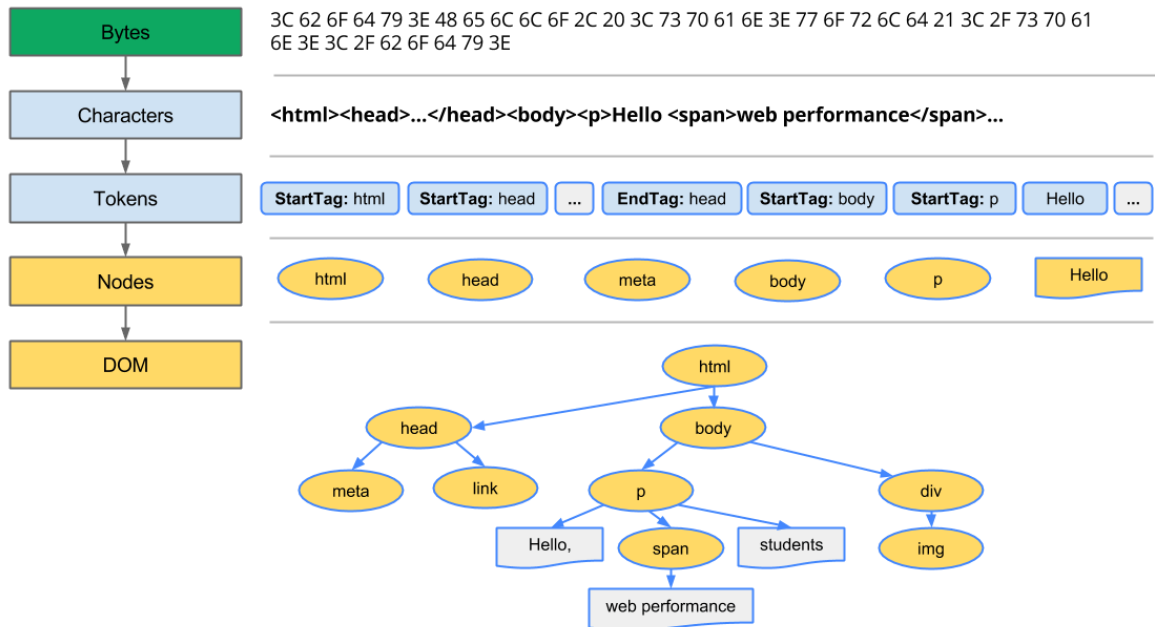 Bytes
3C 62 6F 64 79 3E 48 65 6C 6C 6F 2C 20 3C 73 70 61 6E 3E 77 6F 72 6C 64 21 3C 2F 73 70 61
6E 3E 3C 2F 62 6F 64 79 3E
Characters
<html><head>...</head><body><p>Hello <span>web performance</span>...
Tokens
StartTag: html
StartTag: head
...
EndTag: head
StartTag: body
StartTag: p
Hello
...
Nodes
html
head
meta
body
p
Hello
DOM
html
head
body
meta
link
p
div
Hello,
span
students
img
web performance